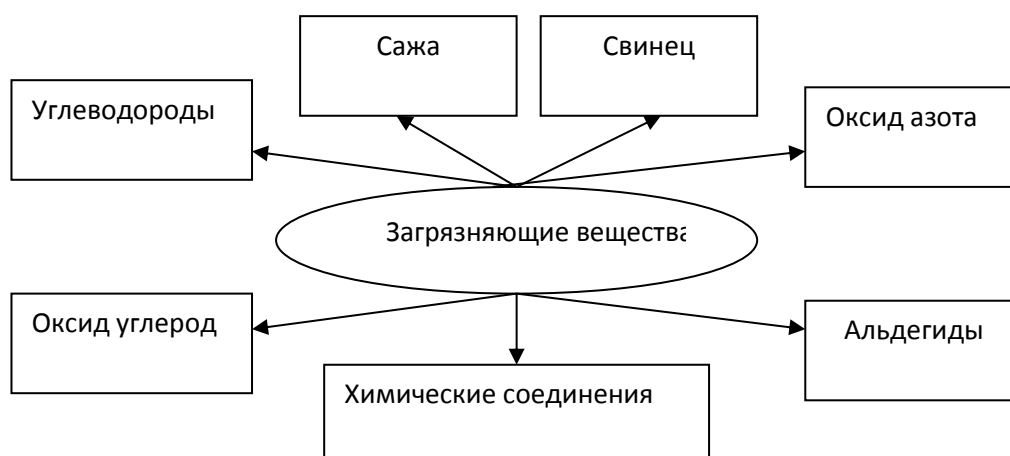 Сажа
Свинец
Углеводороды
Оксид азота
Загрязняющие вещества
Оксид углерод
Альдегиды
Химические соединения